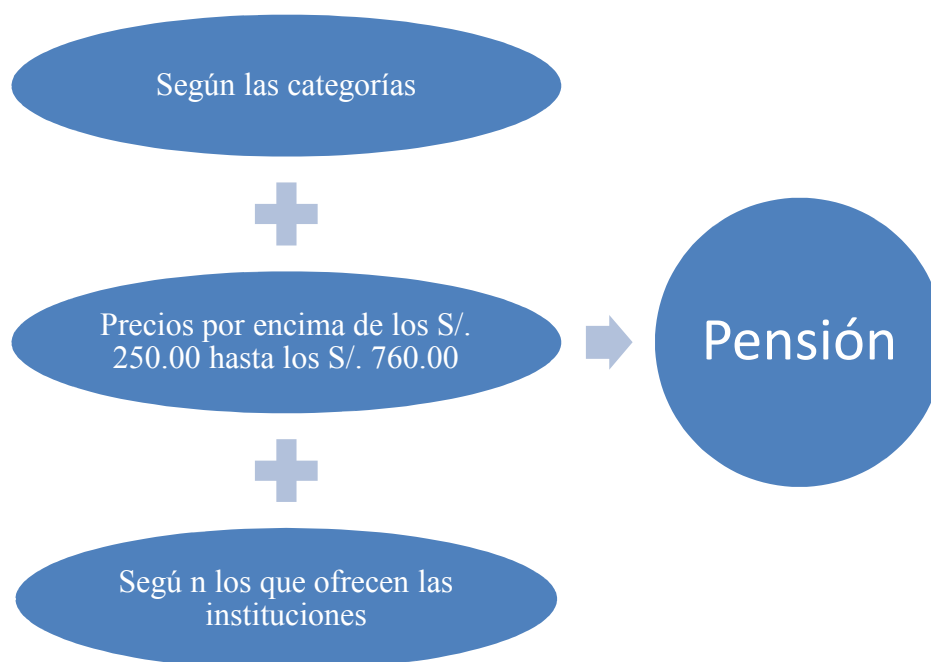 Según las categorías
Precios por encima de los S/.
250.00 hasta los S/. 760.00
Pensión
Segú n los que ofrecen las
instituciones